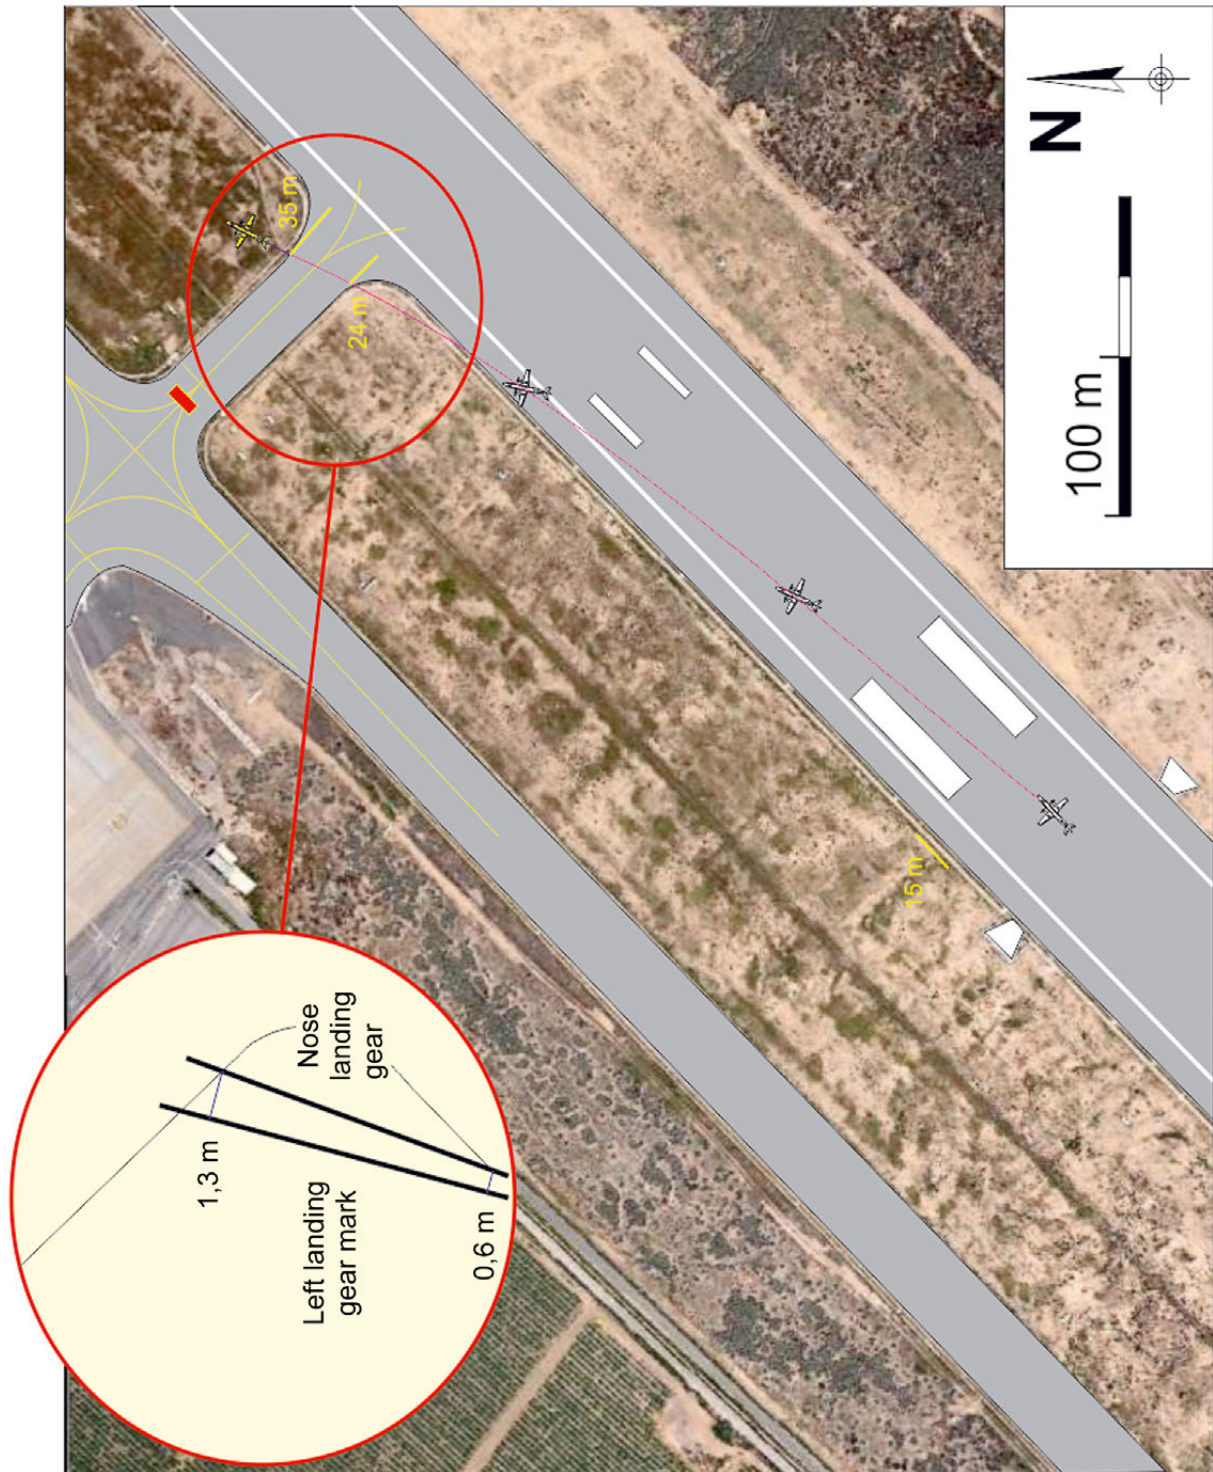 35 m
24 m
15 m
N
100 m
Nose
landing
gear
1,3 m
Left landing
gear mark
0,6 m